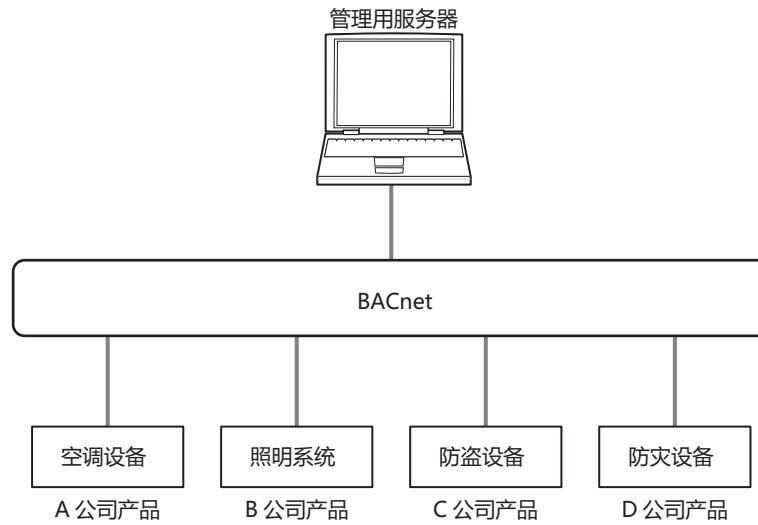 管理用服务器
BACnet
空调设备
照明系统
防盗设备
防灾设备
A 公司产品
B 公司产品
C 公司产品
D 公司产品